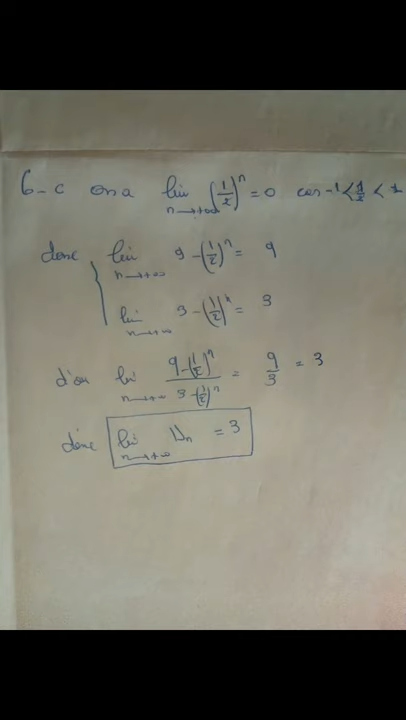 6-c on a lim n→+∞ (1/2)^n = 0 car -1 < 1/2 < 1
donc lim n→+∞ 9-(1/2)^n = 9
lim n→+∞ 3-(1/2)^n = 3
d'où lim n→+∞ 9-(1/2)^n / 3-(1/2)^n = 9/3 = 3
donc lim n→+∞ Un = 3